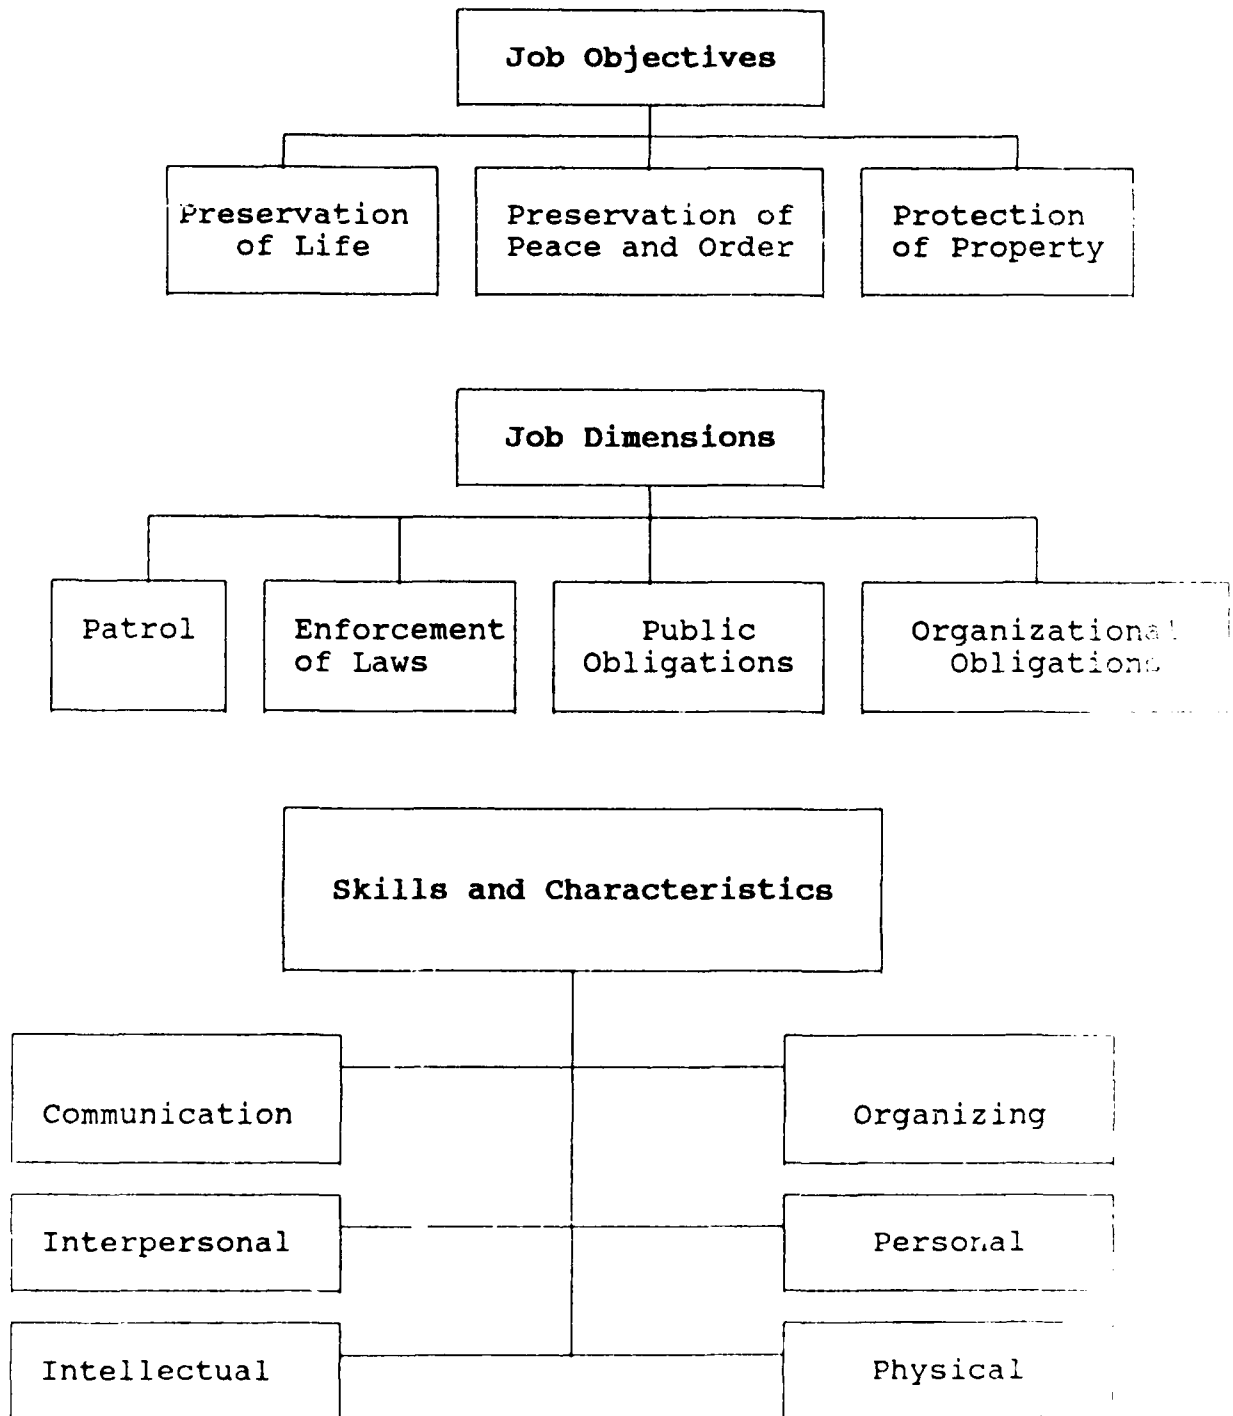 Job Objectives
Preservation
of Life
Preservation of
Peace and Order
Protection
of Property
Job Dimensions
Patrol
Enforcement
of Laws
Public
Obligations
Organizational
Obligations
Skills and Characteristics
Communication
Organizing
Interpersonal
Personal
Intellectual
Physical